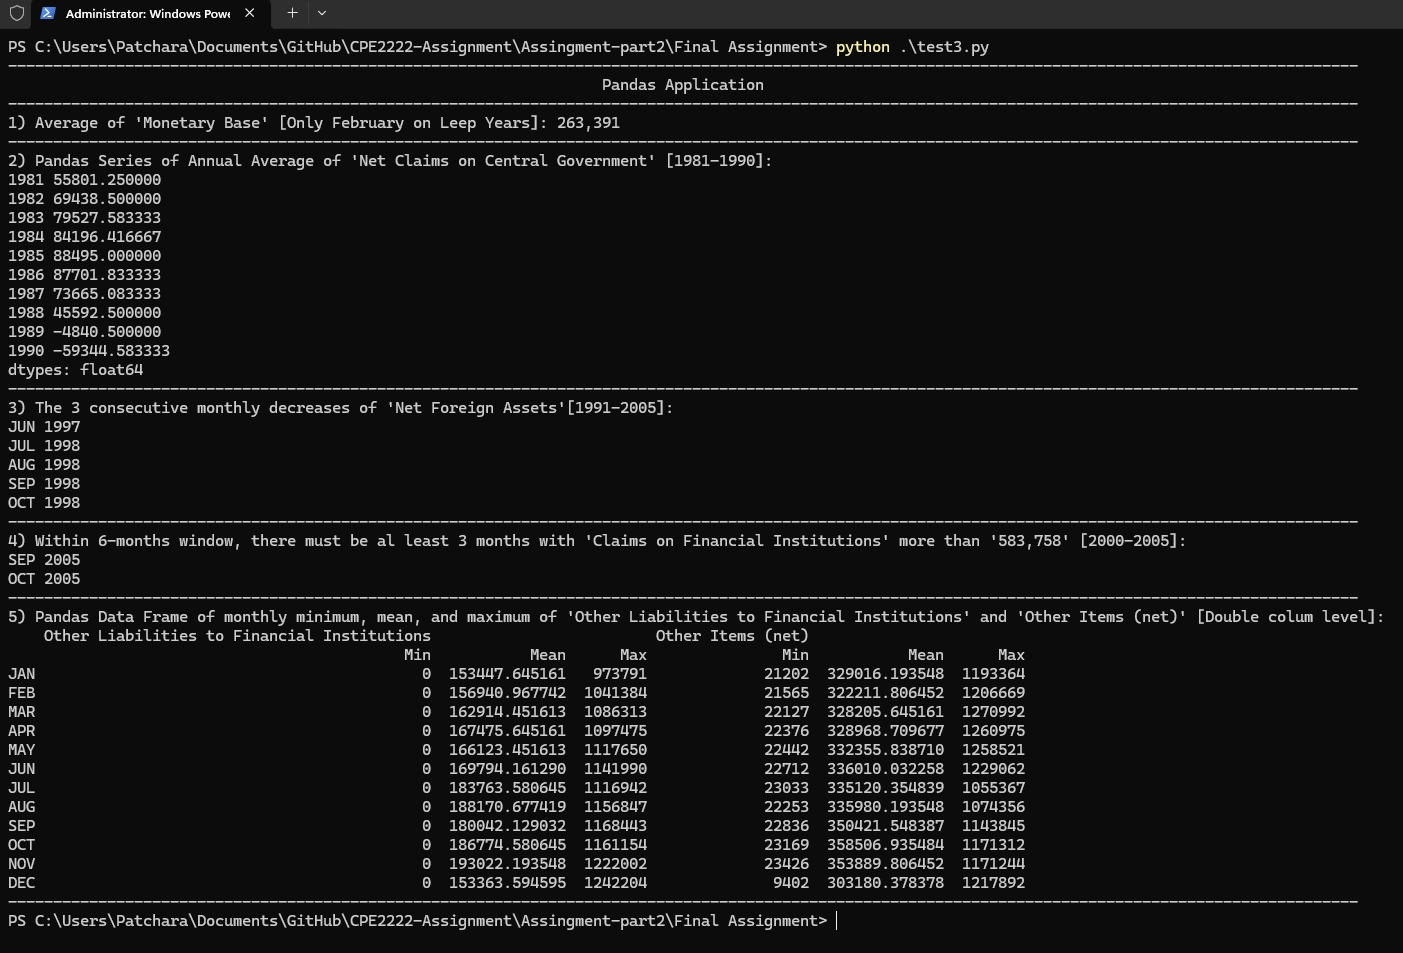 Administrator: Windows Powe
PS C:\Users\Patchara\Documents\GitHub\CPE2222-Assignment\Assingment-part2\Final Assignment> python .\test3.py
Pandas Application
1) Average of 'Monetary Base' [Only February on Leep Years]: 263,391
2) Pandas Series of Annual Average of 'Net Claims on Central Government' [1981-1990]:
1981 55801.250000
1982 69438.500000
1983 79527.583333
1984 84196.416667
1985 88495.000000
1986 87701.833333
1987 73665.083333
1988 45592.500000
1989 -4840.500000
1990 -59344.583333
dtypes: float64
3) The 3 consecutive monthly decreases of 'Net Foreign Assets'[1991-2005]:
JUN 1997
JUL 1998
AUG 1998
SEP 1998
OCT 1998
4) Within 6-months window, there must be al least 3 months with 'Claims on Financial Institutions' more than '583,758' [2000-2005]:
SEP 2005
OCT 2005
5) Pandas Data Frame of monthly minimum, mean, and maximum of 'Other Liabilities to Financial Institutions' and 'Other Items (net)' [Double colum level]:
Other Liabilities to Financial Institutions Other Items (net)
Min Mean Max Min Mean Max
JAN 0 153447.645161 973791 21202 329016.193548 1193364
FEB 0 156940.967742 1041384 21565 322211.806452 1206669
MAR 0 162914.451613 1086313 22127 328205.645161 1270992
APR 0 167475.645161 1097475 22376 328968.709677 1260975
MAY 0 166123.451613 1117650 22442 332355.838710 1258521
JUN 0 169794.161290 1141990 22712 336010.032258 1229062
JUL 0 183763.580645 1116942 23033 335120.354839 1055367
AUG 0 188170.677419 1156847 22253 335980.193548 1074356
SEP 0 180042.129032 1168443 22836 350421.548387 1143845
OCT 0 186774.580645 1161154 23169 358506.935484 1171312
NOV 0 193022.193548 1222002 23426 353889.806452 1171244
DEC 0 153363.594595 1242204 9402 303180.378378 1217892
PS C:\Users\Patchara\Documents\GitHub\CPE2222-Assignment\Assingment-part2\Final Assignment>